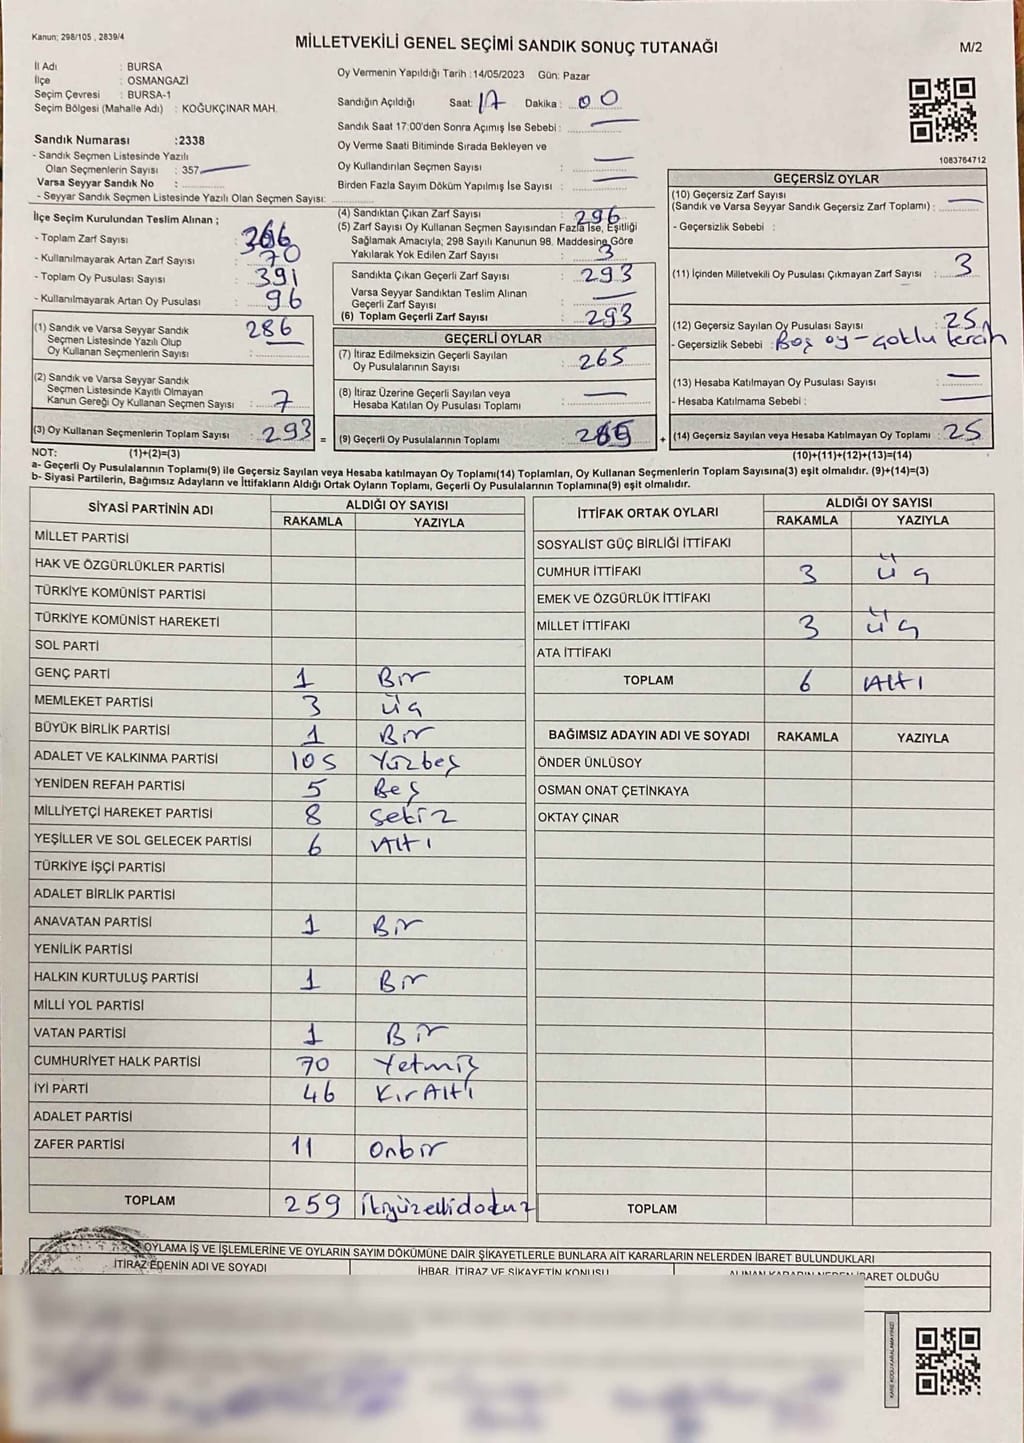 Kanun; 298/105 , 2839/4
MİLLETVEKİLİ GENEL SEÇİMİ SANDIK SONUÇ TUTANAĞI
M/2
İl Adı : BURSA
İlçe : OSMANGAZİ
Seçim Çevresi : BURSA-1
Seçim Bölgesi (Mahalle Adı) : KOĞUKÇINAR MAH.
Sandık Numarası :2338
- Sandık Seçmen Listesinde Yazılı
Olan Seçmenlerin Sayısı : 357
Varsa Seyyar Sandık No :
- Seyyar Sandık Seçmen Listesinde Yazılı Olan Seçmen Sayısı:
Oy Vermenin Yapıldığı Tarih :14/05/2023 Gün: Pazar
Sandığın Açıldığı Saat: 17 Dakika : 00
Sandık Saat 17:00'den Sonra Açımış İse Sebebi : —
Oy Verme Saati Bitiminde Sırada Bekleyen ve
Oy Kullandırılan Seçmen Sayısı : —
Birden Fazla Sayım Döküm Yapılmış İse Sayısı : —
1083764712
İlçe Seçim Kurulundan Teslim Alınan ;
- Toplam Zarf Sayısı : 366
- Kullanılmayarak Artan Zarf Sayısı : 70
- Toplam Oy Pusulası Sayısı : 391
- Kullanılmayarak Artan Oy Pusulası : 96
(1) Sandık ve Varsa Seyyar Sandık 286
Seçmen Listesinde Yazılı Olup
Oy Kullanan Seçmenlerin Sayısı :
(2) Sandık ve Varsa Seyyar Sandık
Seçmen Listesinde Kayıtlı Olmayan
Kanun Gereği Oy Kullanan Seçmen Sayısı : 7
(3) Oy Kullanan Seçmenlerin Toplam Sayısı : 293
(4) Sandıktan Çıkan Zarf Sayısı : 296
(5) Zarf Sayısı Oy Kullanan Seçmen Sayısından Fazla İse, Eşitliği
Sağlamak Amacıyla; 298 Sayılı Kanunun 98. Maddesine Göre
Yakılarak Yok Edilen Zarf Sayısı : 3
Sandıkta Çıkan Geçerli Zarf Sayısı : 293
Varsa Seyyar Sandıktan Teslim Alınan
Geçerli Zarf Sayısı : —
(6) Toplam Geçerli Zarf Sayısı : 293
GEÇERLİ OYLAR
(7) İtiraz Edilmeksizin Geçerli Sayılan
Oy Pusulalarının Sayısı : 265
(8) İtiraz Üzerine Geçerli Sayılan veya
Hesaba Katılan Oy Pusulası Toplamı : —
= (9) Geçerli Oy Pusulalarının Toplamı : 265
GEÇERSİZ OYLAR
(10) Geçersiz Zarf Sayısı
(Sandık ve Varsa Seyyar Sandık Geçersiz Zarf Toplamı) : —
- Geçersizlik Sebebi :
(11) İçinden Milletvekili Oy Pusulası Çıkmayan Zarf Sayısı : 3
(12) Geçersiz Sayılan Oy Pusulası Sayısı : 25
- Geçersizlik Sebebi : Boş oy - çoklu tercih
(13) Hesaba Katılmayan Oy Pusulası Sayısı : —
- Hesaba Katılmama Sebebi : —
+ (14) Geçersiz Sayılan veya Hesaba Katılmayan Oy Toplamı : 25
NOT: (1)+(2)=(3) (10)+(11)+(12)+(13)=(14)
a- Geçerli Oy Pusulalarının Toplamı(9) ile Geçersiz Sayılan veya Hesaba katılmayan Oy Toplamı(14) Toplamları, Oy Kullanan Seçmenlerin Toplam Sayısına(3) eşit olmalıdır. (9)+(14)=(3)
b- Siyasi Partilerin, Bağımsız Adayların ve İttifakların Aldığı Ortak Oyların Toplamı, Geçerli Oy Pusulalarının Toplamına(9) eşit olmalıdır.
SİYASİ PARTİNİN ADI ALDIĞI OY SAYISI
RAKAMLA YAZIYLA
MİLLET PARTİSİ
HAK VE ÖZGÜRLÜKLER PARTİSİ
TÜRKİYE KOMÜNİST PARTİSİ
TÜRKİYE KOMÜNİST HAREKETİ
SOL PARTİ
GENÇ PARTİ 1 Bir
MEMLEKET PARTİSİ 3 üç
BÜYÜK BİRLİK PARTİSİ 1 Bir
ADALET VE KALKINMA PARTİSİ 105 Yüzbeş
YENİDEN REFAH PARTİSİ 5 Beş
MİLLİYETÇİ HAREKET PARTİSİ 8 Sekiz
YEŞİLLER VE SOL GELECEK PARTİSİ 6 Altı
TÜRKİYE İŞÇİ PARTİSİ
ADALET BİRLİK PARTİSİ
ANAVATAN PARTİSİ 1 Bir
YENİLİK PARTİSİ
HALKIN KURTULUŞ PARTİSİ 1 Bir
MİLLİ YOL PARTİSİ
VATAN PARTİSİ 1 Bir
CUMHURİYET HALK PARTİSİ 70 Yetmiş
İYİ PARTİ 46 KırAltı
ADALET PARTİSİ
ZAFER PARTİSİ 11 Onbir
TOPLAM 259 ikiyüzellidokuz
İTTİFAK ORTAK OYLARI ALDIĞI OY SAYISI
RAKAMLA YAZIYLA
SOSYALİST GÜÇ BİRLİĞİ İTTİFAKI
CUMHUR İTTİFAKI 3 üç
EMEK VE ÖZGÜRLÜK İTTİFAKI
MİLLET İTTİFAKI 3 üç
ATA İTTİFAKI
TOPLAM 6 Altı
BAĞIMSIZ ADAYIN ADI VE SOYADI RAKAMLA YAZIYLA
ÖNDER ÜNLÜSOY
OSMAN ONAT ÇETİNKAYA
OKTAY ÇINAR
TOPLAM
OYLAMA İŞ VE İŞLEMLERİNE VE OYLARIN SAYIM DÖKÜMÜNE DAİR ŞİKAYETLERLE BUNLARA AİT KARARLARIN NELERDEN İBARET BULUNDUKLARI
İTİRAZ EDENİN ADI VE SOYADI İHBAR, İTİRAZ VE ŞİKAYETİN KONUSU ALINAN KARARIN NEDEN İBARET OLDUĞU
KARE KODU KARALAMAYINIZ!